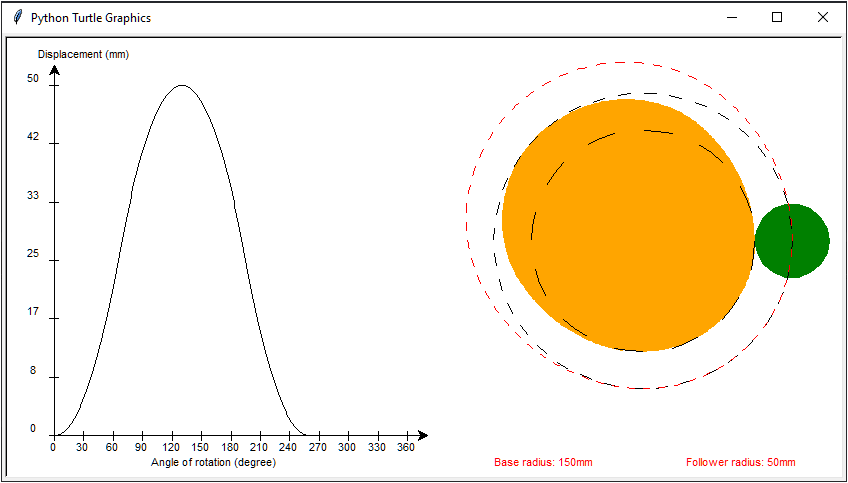 Python Turtle Graphics
Displacement (mm)
50
42
33
25
17
8
0
0 30 60 90 120 150 180 210 240 270 300 330 360
Angle of rotation (degree)
Base radius: 150mm Follower radius: 50mm